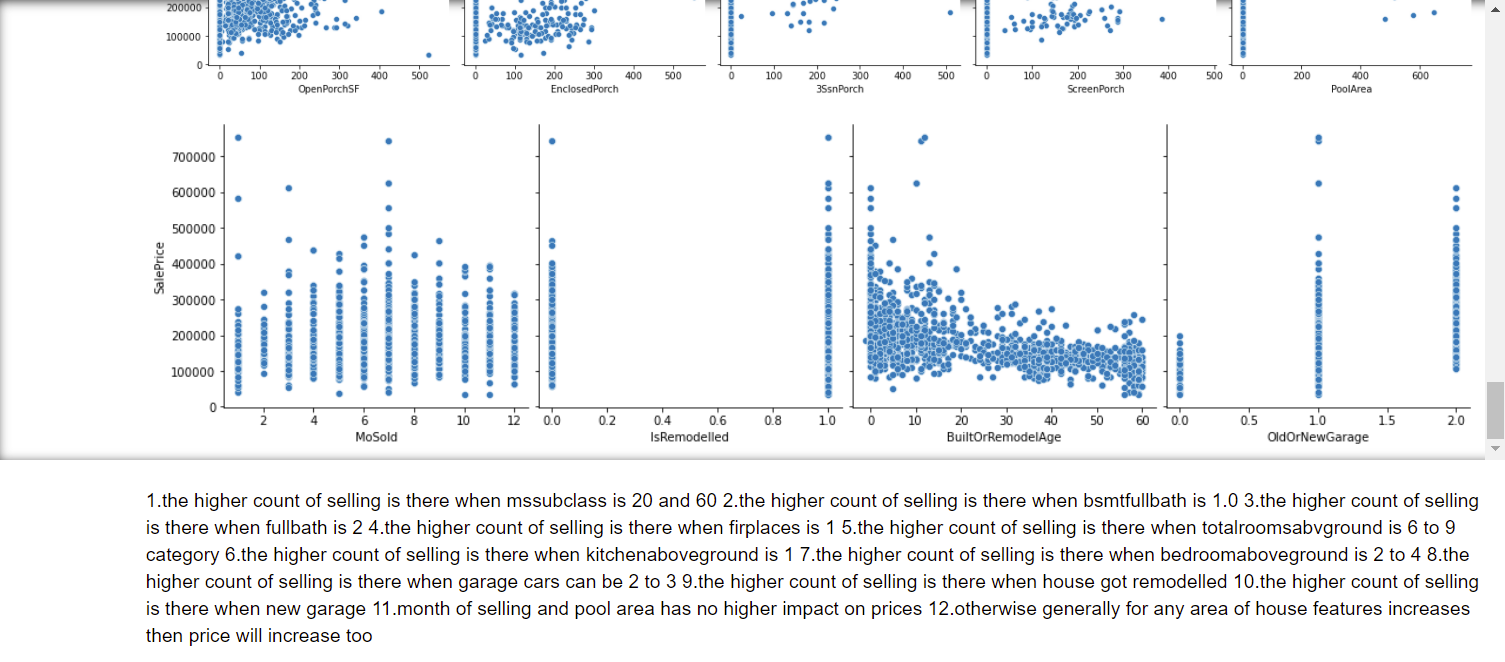 200000
100000
0
0 100 200 300 400 500 0 100 200 300 400 500 0 100 200 300 400 500 0 100 200 300 400 500 0 200 400 600
OpenPorchSF EnclosedPorch 3SsnPorch ScreenPorch PoolArea
700000
600000
500000
400000
300000
200000
100000
0
SalePrice
2 4 6 8 10 12 0.0 0.2 0.4 0.6 0.8 1.0 0 10 20 30 40 50 60 0.0 0.5 1.0 1.5 2.0
MoSold IsRemodelled BuiltOrRemodelAge OldOrNewGarage
1.the higher count of selling is there when mssubclass is 20 and 60 2.the higher count of selling is there when bsmtfullbath is 1.0 3.the higher count of selling
is there when fullbath is 2 4.the higher count of selling is there when firplaces is 1 5.the higher count of selling is there when totalroomsabvground is 6 to 9
category 6.the higher count of selling is there when kitchenaboveground is 1 7.the higher count of selling is there when bedroomaboveground is 2 to 4 8.the
higher count of selling is there when garage cars can be 2 to 3 9.the higher count of selling is there when house got remodelled 10.the higher count of selling
is there when new garage 11.month of selling and pool area has no higher impact on prices 12.otherwise generally for any area of house features increases
then price will increase too